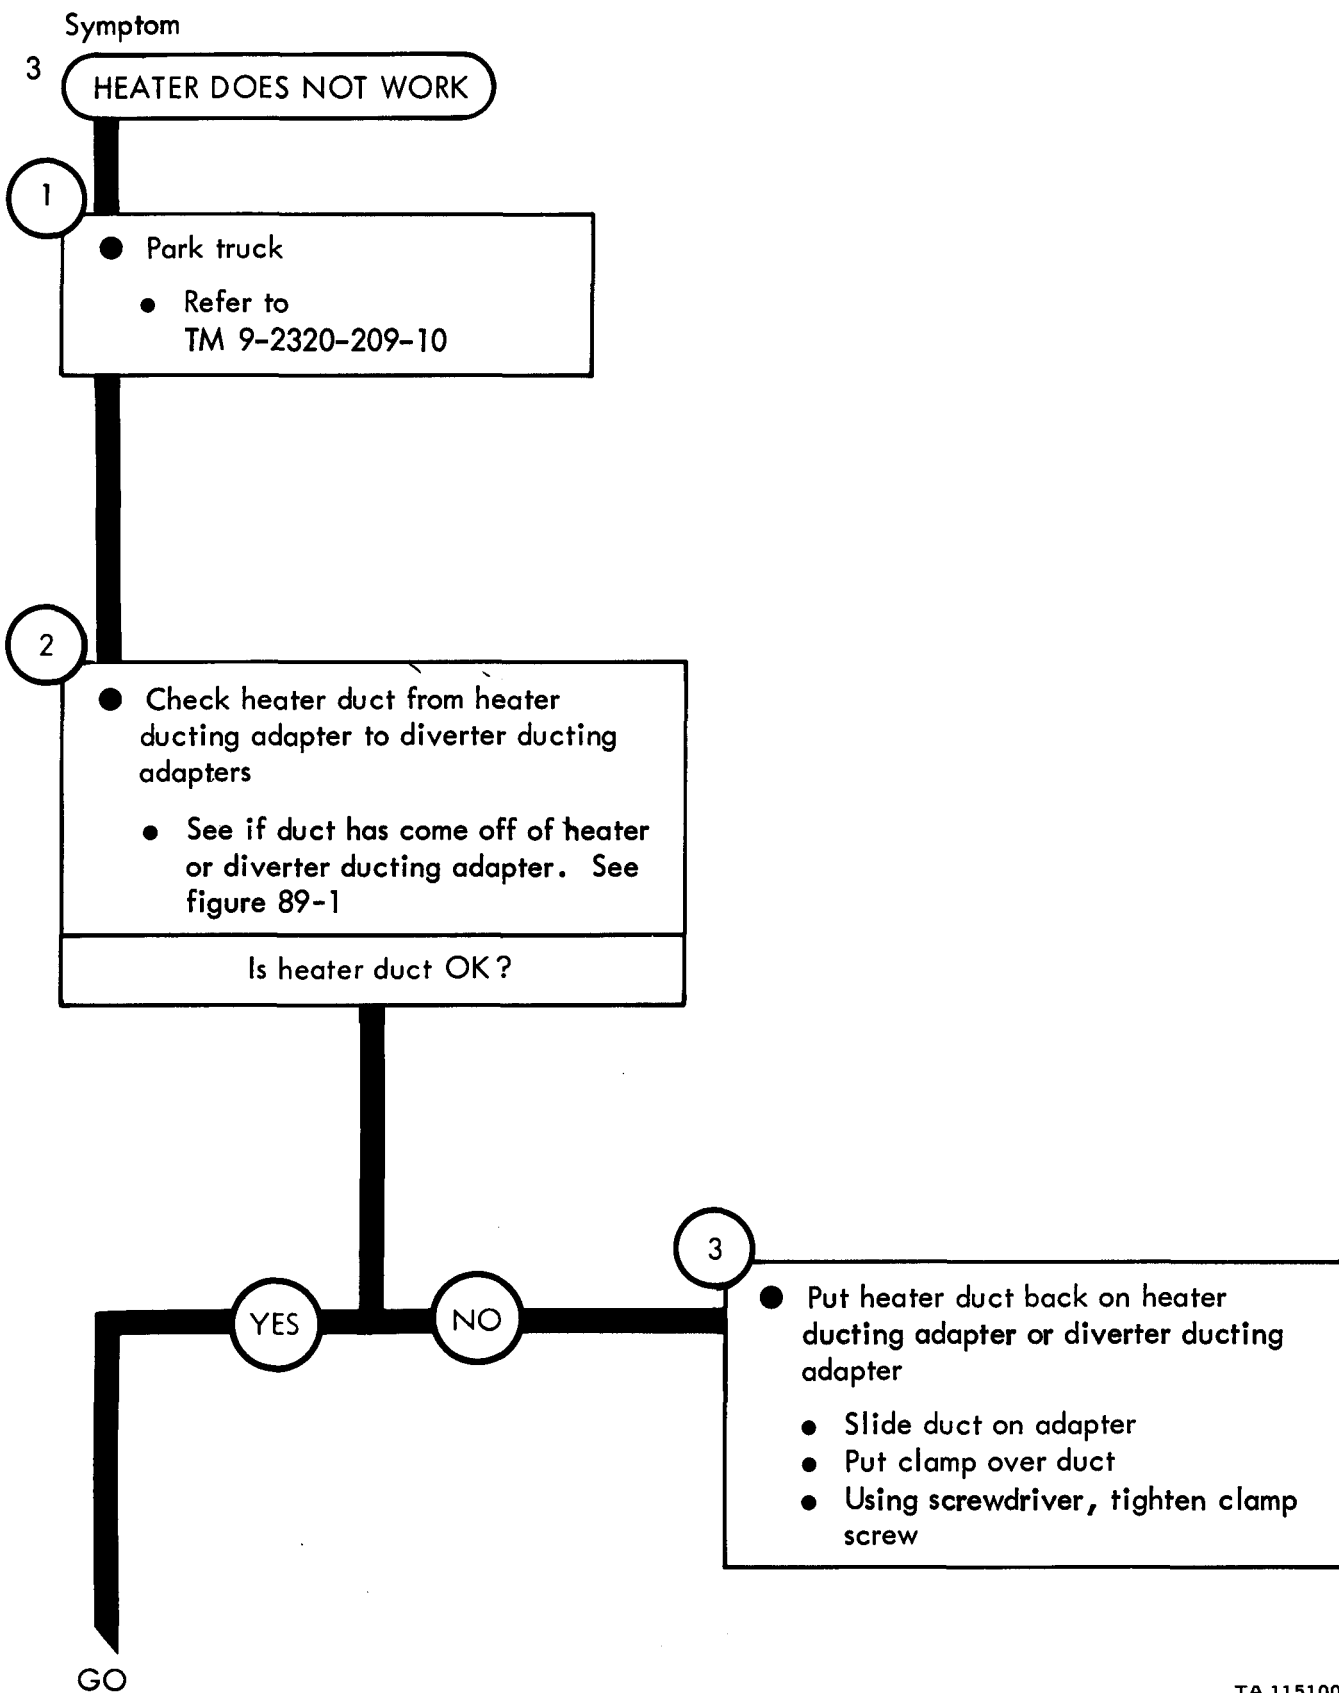 Symptom
3
HEATER DOES NOT WORK
1
● Park truck
● Refer to
TM 9-2320-209-10
2
● Check heater duct from heater
ducting adapter to diverter ducting
adapters
● See if duct has come off of heater
or diverter ducting adapter. See
figure 89-1
Is heater duct OK?
YES
NO
3
● Put heater duct back on heater
ducting adapter or diverter ducting
adapter
● Slide duct on adapter
● Put clamp over duct
● Using screwdriver, tighten clamp
screw
GO
TA 115100